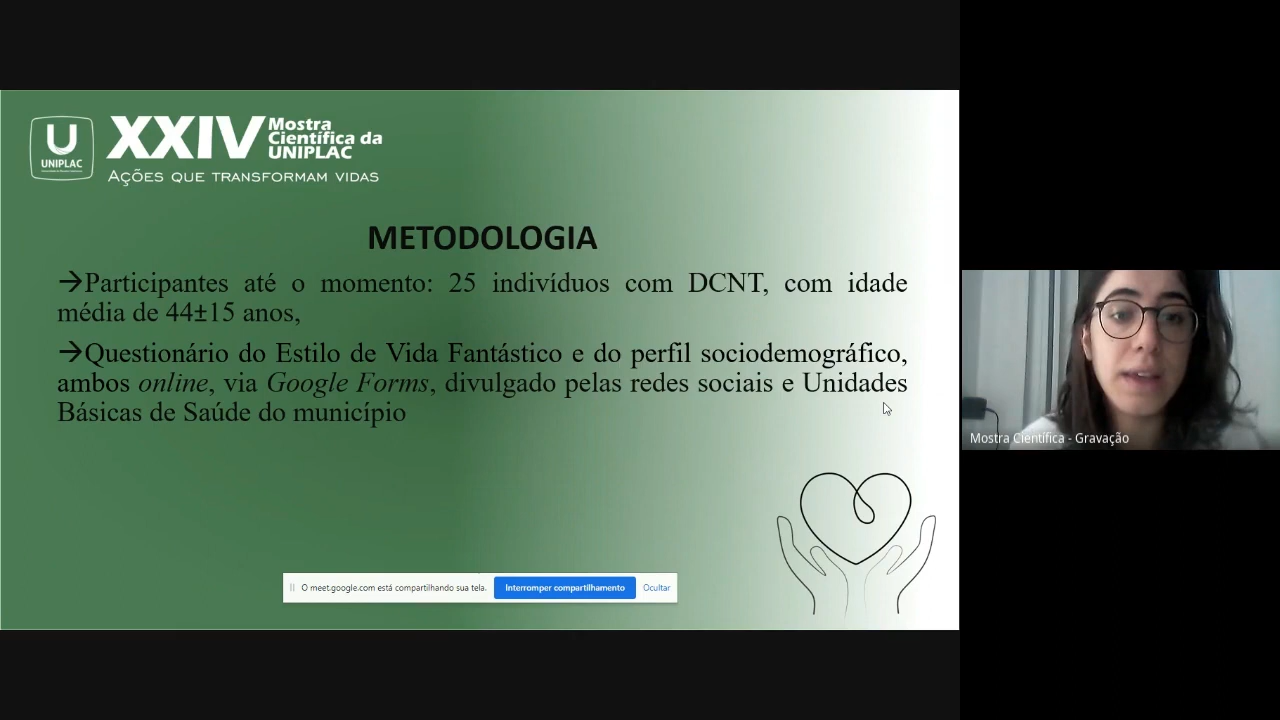 U
UNIPLAC
XXIV
Mostra
Científica da
UNIPLAC
AÇÕES QUE TRANSFORMAM VIDAS
METODOLOGIA
→Participantes até o momento: 25 indivíduos com DCNT, com idade
média de 44±15 anos,
→Questionário do Estilo de Vida Fantástico e do perfil sociodemográfico,
ambos online, via Google Forms, divulgado pelas redes sociais e Unidades
Básicas de Saúde do município
O meet.google.com está compartilhando sua tela. Interromper compartilhamento Ocultar
Mostra Científica - Gravação